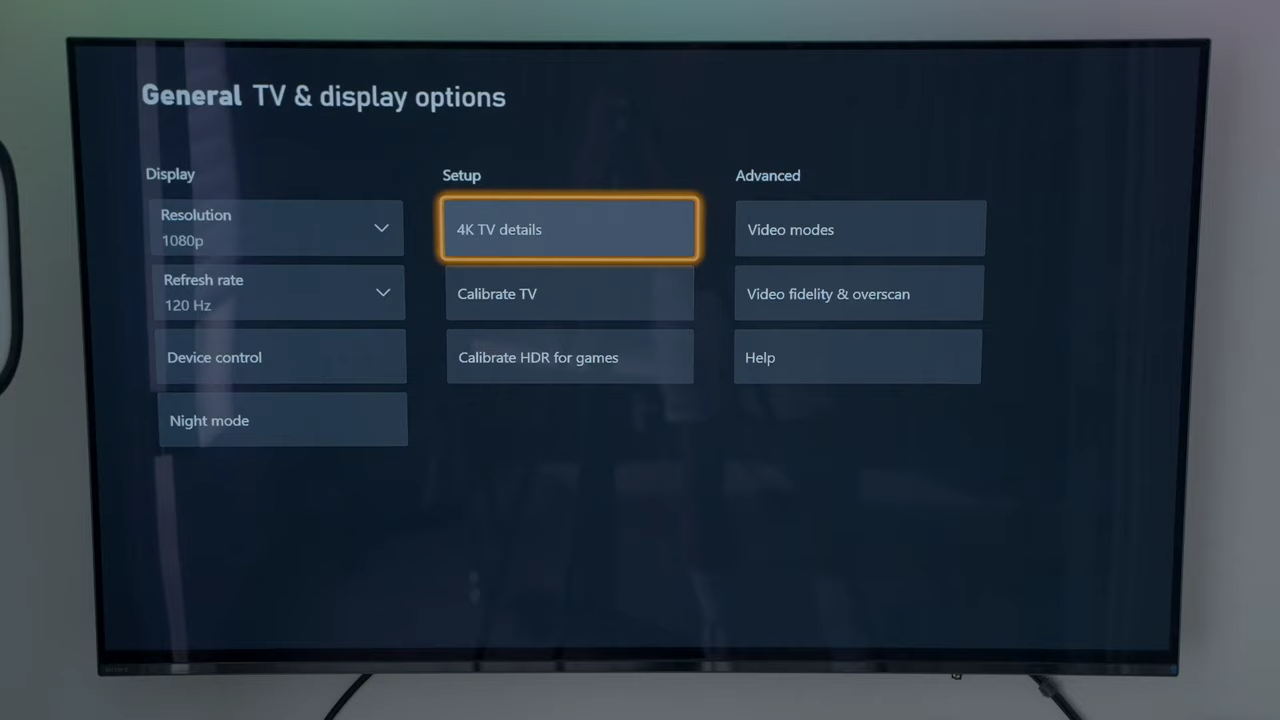 General TV & display options
Display
Resolution
1080p
Refresh rate
120 Hz
Device control
Night mode
Setup
4K TV details
Calibrate TV
Calibrate HDR for games
Advanced
Video modes
Video fidelity & overscan
Help